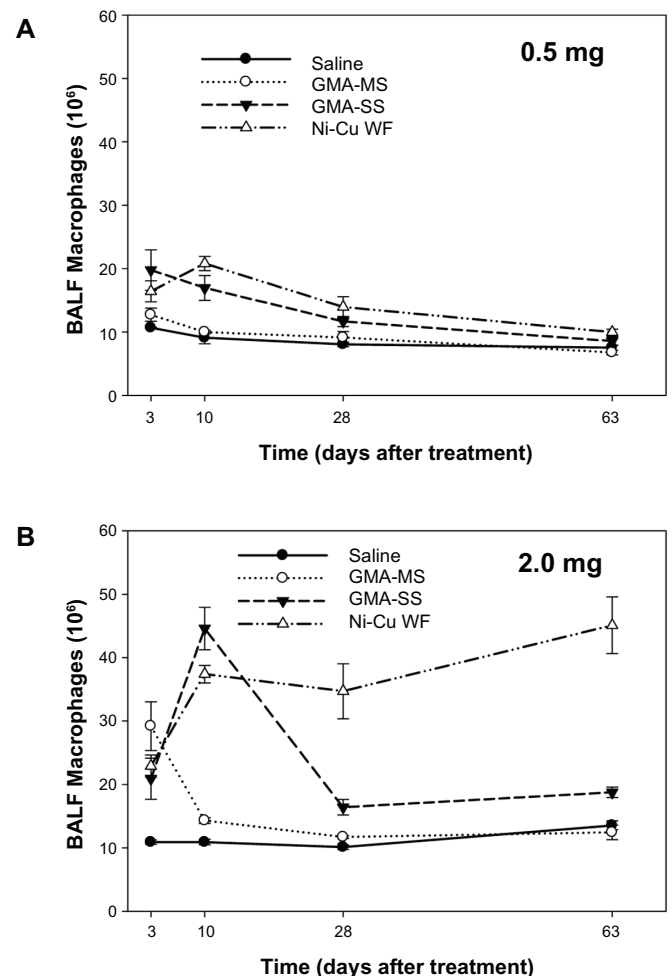 A
0.5 mg
Saline
GMA-MS
GMA-SS
Ni-Cu WF
BALF Macrophages (10⁶)
60
50
40
30
20
10
0
3 10 28 63
Time (days after treatment)
B
2.0 mg
Saline
GMA-MS
GMA-SS
Ni-Cu WF
BALF Macrophages (10⁶)
60
50
40
30
20
10
0
3 10 28 63
Time (days after treatment)